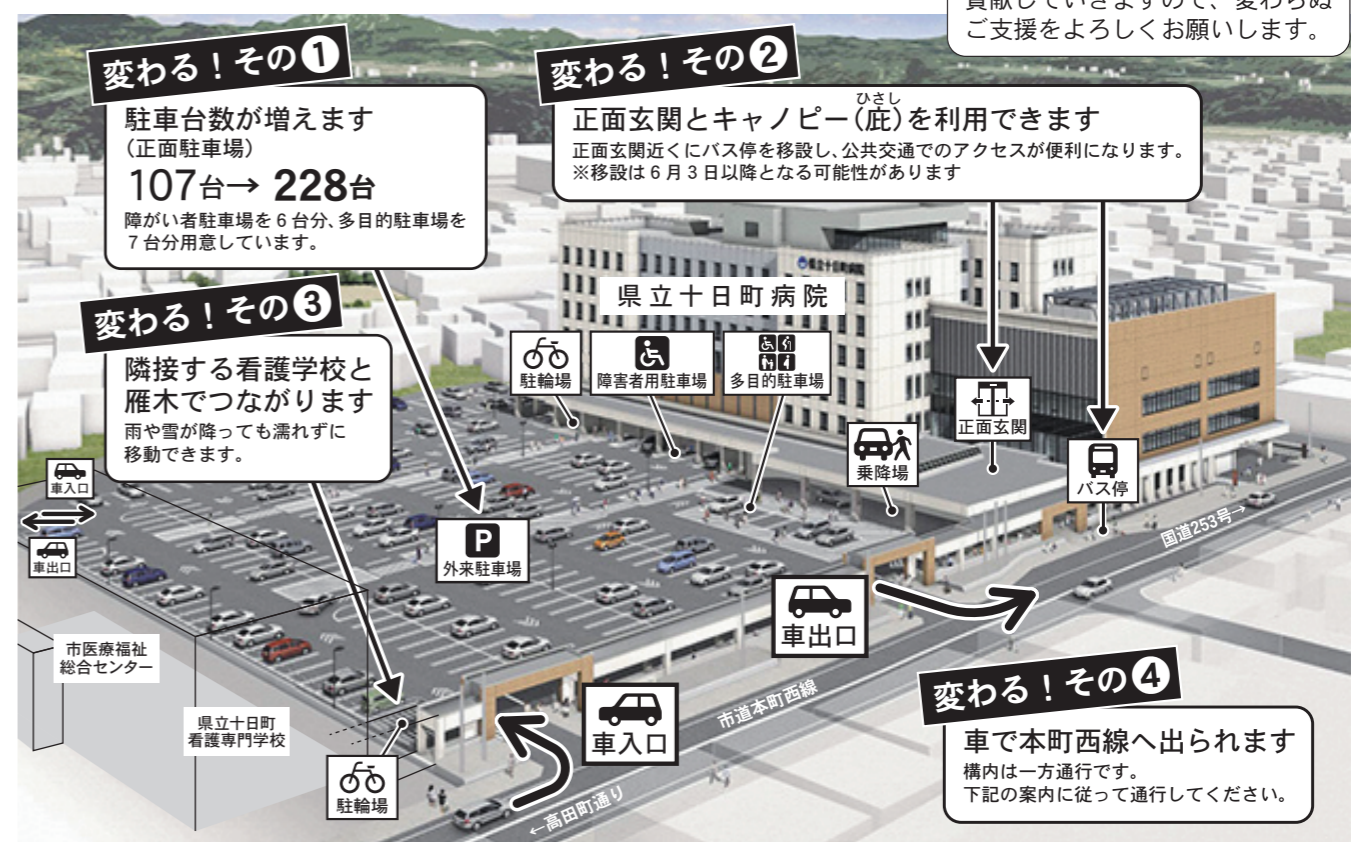 貢献していきますので、変わらぬ
ご支援をよろしくお願いします。
変わる！その❶
駐車台数が増えます
(正面駐車場)
107台→ 228台
障がい者駐車場を６台分、多目的駐車場を
７台分用意しています。
変わる！その❷
ひさし
正面玄関とキャノピー(庇)を利用できます
正面玄関近くにバス停を移設し、公共交通でのアクセスが便利になります。
※移設は６月３日以降となる可能性があります
変わる！その❸
隣接する看護学校と
雁木でつながります
雨や雪が降っても濡れずに
移動できます。
県立十日町病院
県立十日町病院
駐輪場
障害者用駐車場
多目的駐車場
正面玄関
乗降場
バス停
車入口
車出口
P
外来駐車場
国道253号→
車出口
市医療福祉
総合センター
県立十日町
看護専門学校
車入口
市道本町西線
駐輪場
←高田町通り
変わる！その❹
車で本町西線へ出られます
構内は一方通行です。
下記の案内に従って通行してください。